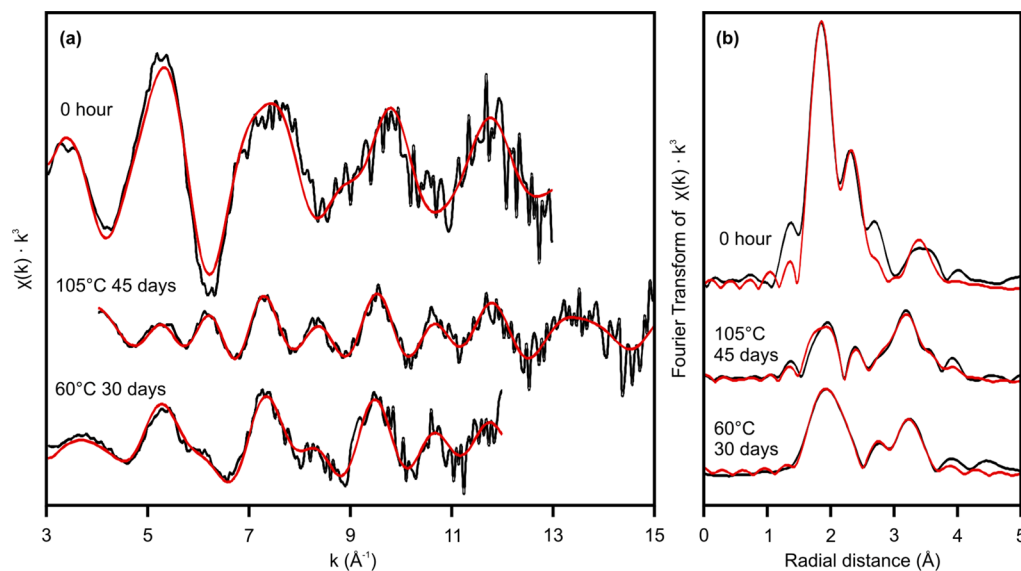 (a)
0 hour
105°C 45 days
60°C 30 days
χ(k) · k³
3 5 7 9 11 13 15
k (Å⁻¹)
(b)
0 hour
105°C
45 days
60°C
30 days
Fourier Transform of χ(k) · k³
0 1 2 3 4 5
Radial distance (Å)